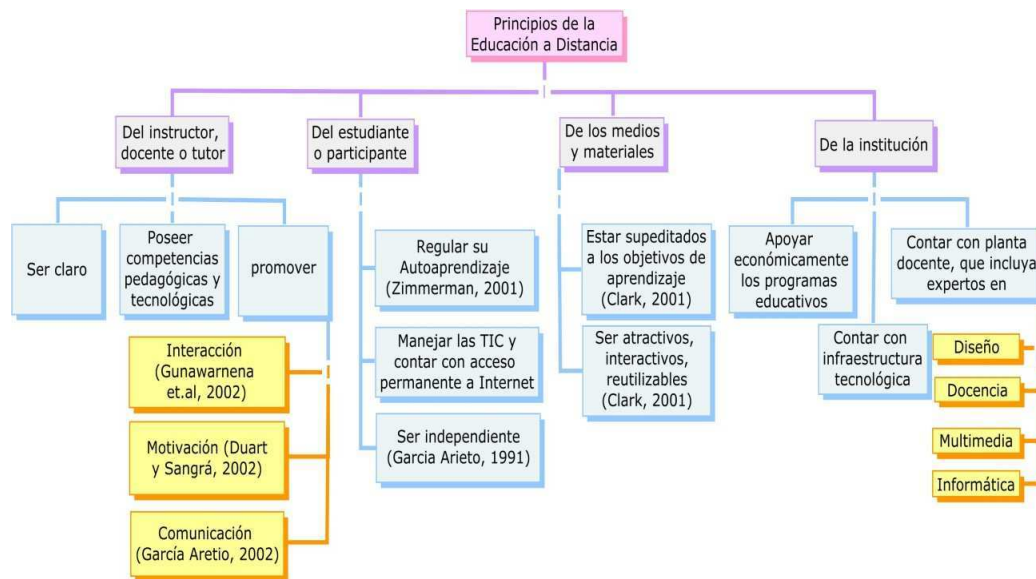 Principios de la
Educación a Distancia
Del instructor,
docente o tutor
Del estudiante
o participante
De los medios
y materiales
De la institución
Ser claro
Poseer
competencias
pedagógicas y
tecnológicas
promover
Interacción
(Gunawarnena
et.al, 2002)
Motivación (Duart
y Sangrá, 2002)
Comunicación
(García Aretio, 2002)
Regular su
Autoaprendizaje
(Zimmerman, 2001)
Manejar las TIC y
contar con acceso
permanente a Internet
Ser independiente
(Garcia Arieto, 1991)
Estar supeditados
a los objetivos de
aprendizaje
(Clark, 2001)
Ser atractivos,
interactivos,
reutilizables
(Clark, 2001)
Apoyar
económicamente
los programas
educativos
Contar con
infraestructura
tecnológica
Contar con planta
docente, que incluya
expertos en
Diseño
Docencia
Multimedia
Informática